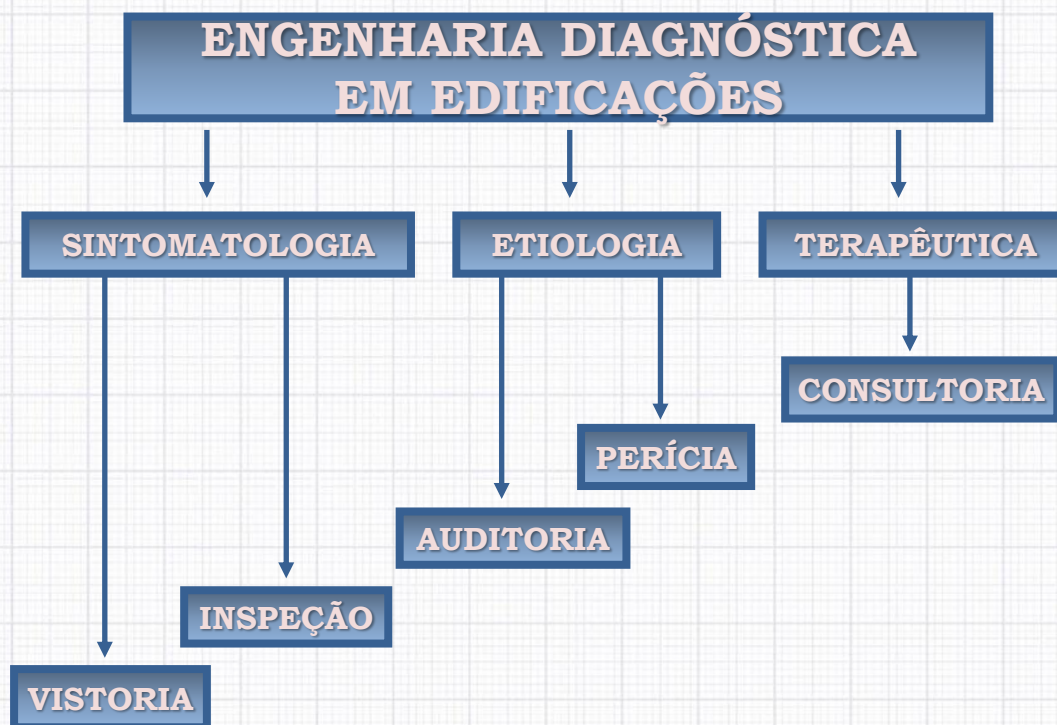 ENGENHARIA DIAGNÓSTICA
EM EDIFICAÇÕES
SINTOMATOLOGIA
ETIOLOGIA
TERAPÊUTICA
CONSULTORIA
PERÍCIA
AUDITORIA
INSPEÇÃO
VISTORIA